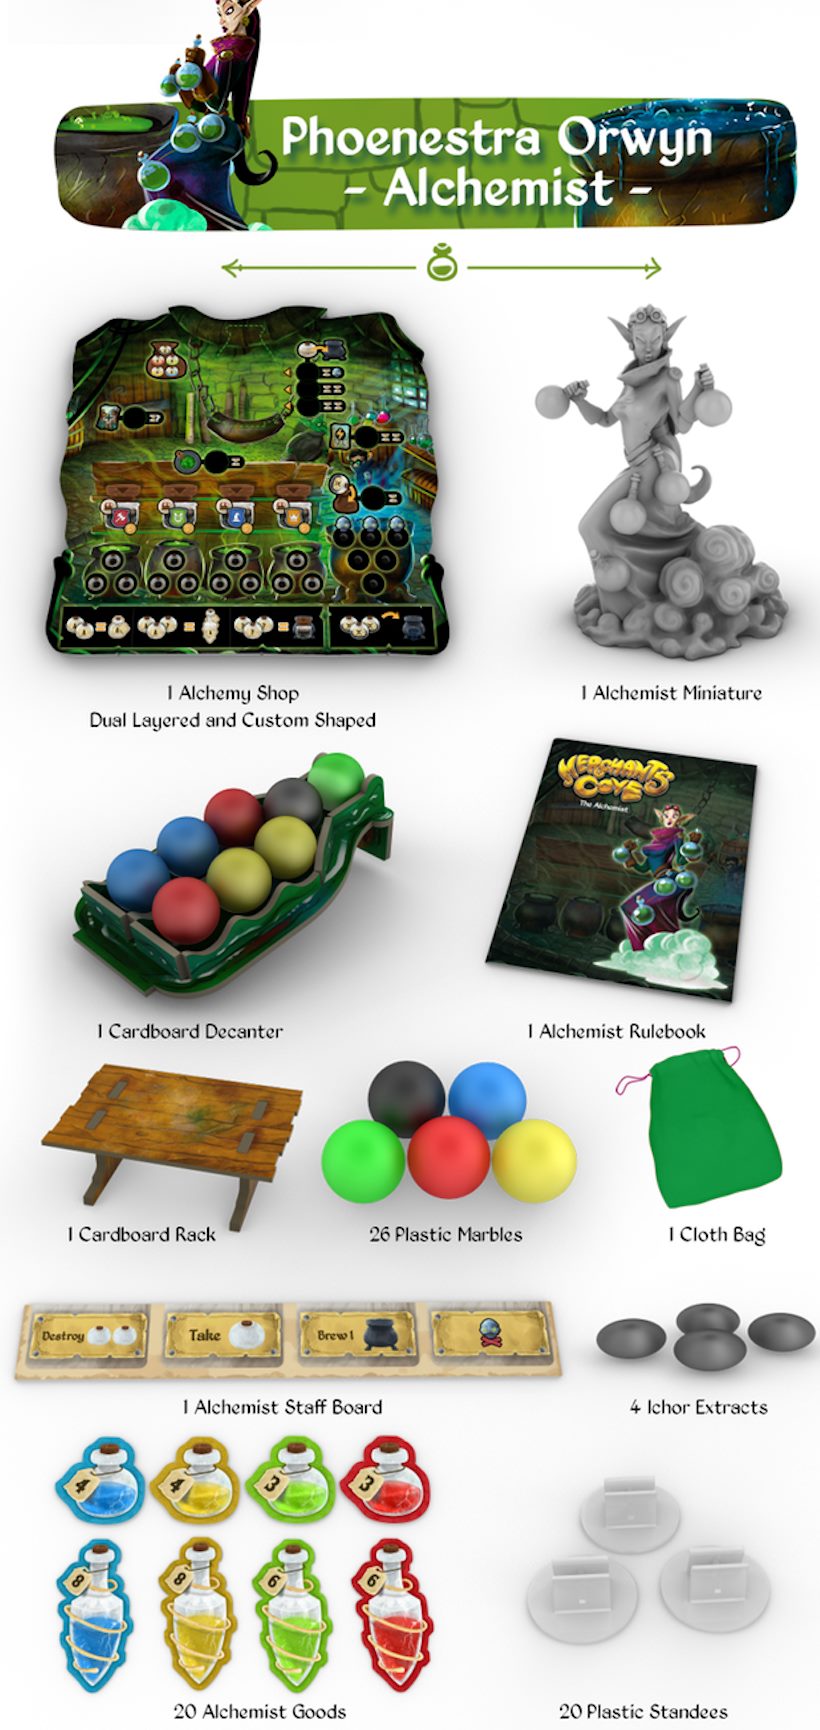 Phoenestra Orwyn
- Alchemist -
1 Alchemy Shop
Dual Layered and Custom Shaped
1 Alchemist Miniature
MERCHANTS
COVE
The Alchemist
1 Cardboard Decanter
1 Alchemist Rulebook
1 Cardboard Rack
26 Plastic Marbles
1 Cloth Bag
Destroy
Take
Brew 1
1 Alchemist Staff Board
4 Ichor Extracts
4
4
3
3
8
8
6
6
20 Alchemist Goods
20 Plastic Standees